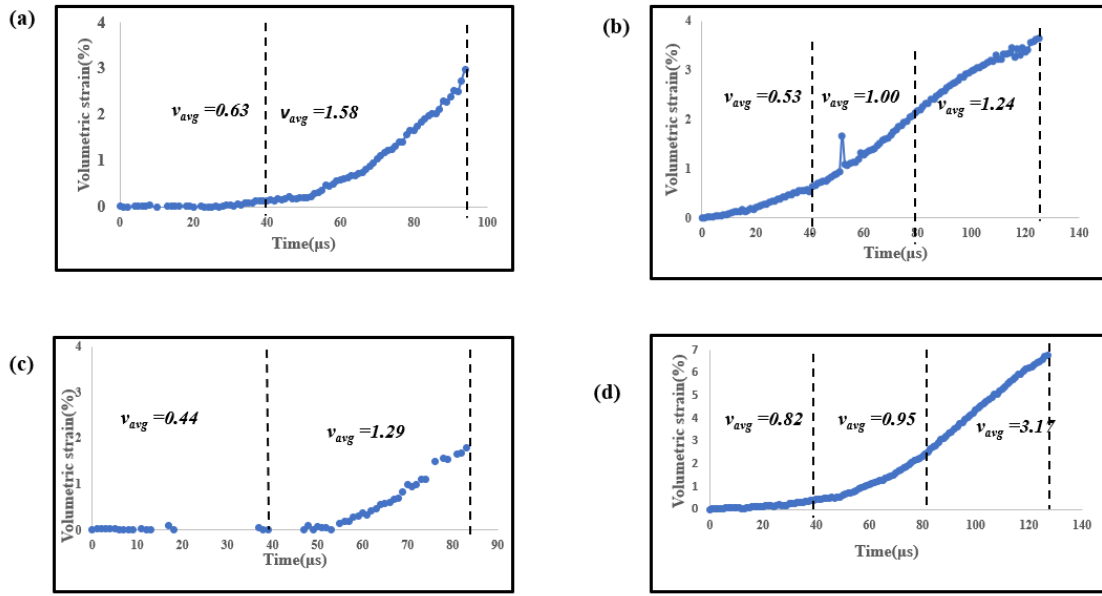 (a)
Volumetric strain(%)
4
3
2
1
0
v_avg =0.63
v_avg =1.58
0 20 40 60 80 100
Time(μs)
(b)
Volumetric strain(%)
4
3
2
1
0
v_avg =0.53
v_avg =1.00
v_avg =1.24
0 20 40 60 80 100 120 140
Time(μs)
(c)
Volumetric strain(%)
4
3
2
1
0
v_avg =0.44
v_avg =1.29
0 10 20 30 40 50 60 70 80 90
Time(μs)
(d)
Volumetric strain(%)
7
6
5
4
3
2
1
0
v_avg =0.82
v_avg =0.95
v_avg =3.17
0 20 40 60 80 100 120 140
Time(μs)